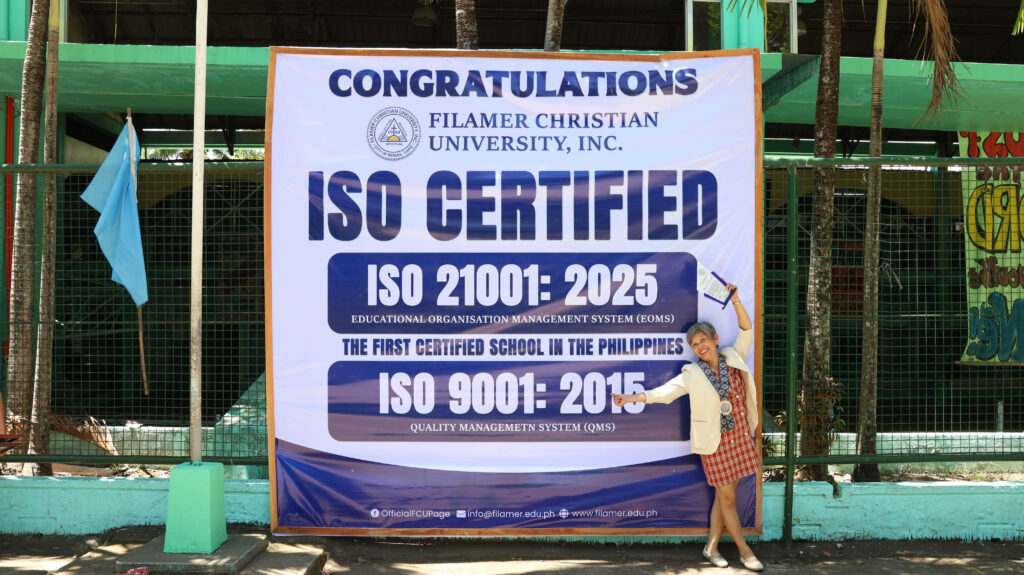 CONGRATULATIONS
FILAMER CHRISTIAN
UNIVERSITY, INC.
ISO CERTIFIED
ISO 21001: 2025
EDUCATIONAL ORGANISATION MANAGEMENT SYSTEM (EOMS)
THE FIRST CERTIFIED SCHOOL IN THE PHILIPPINES
ISO 9001: 2015
QUALITY MANAGEMETN SYSTEM (QMS)
OfficialFCUPage info@filamer.edu.ph www.filamer.edu.ph